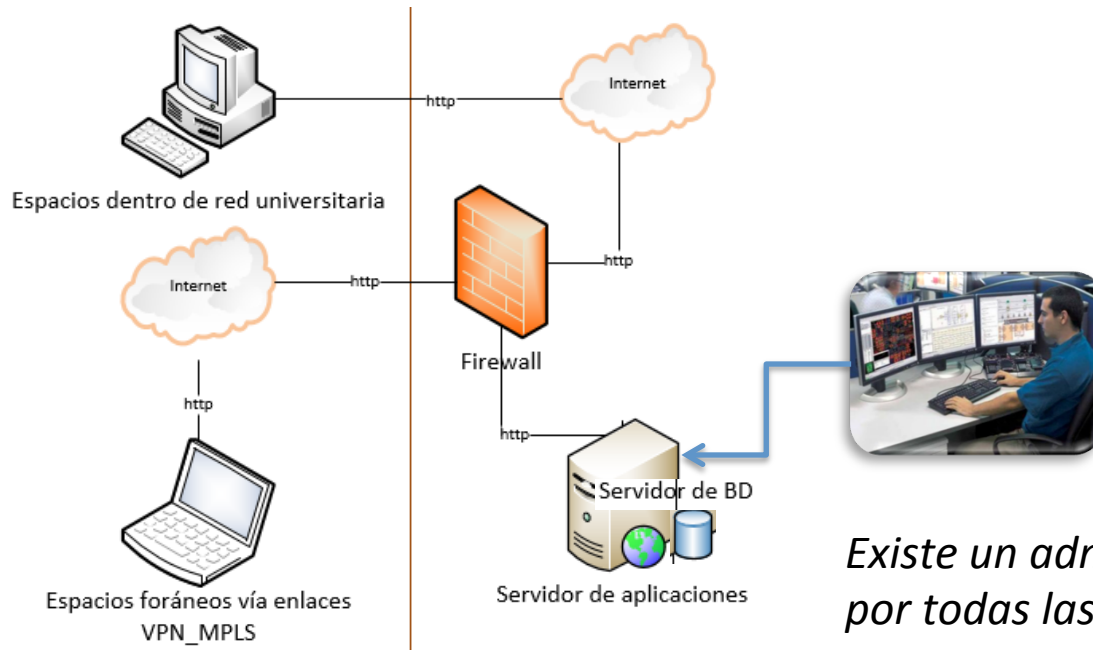 Internet
http
Espacios dentro de red universitaria
Internet
http
http
Firewall
http
http
Servidor de BD
Espacios foráneos vía enlaces
VPN_MPLS
Servidor de aplicaciones
Existe un
por todas las